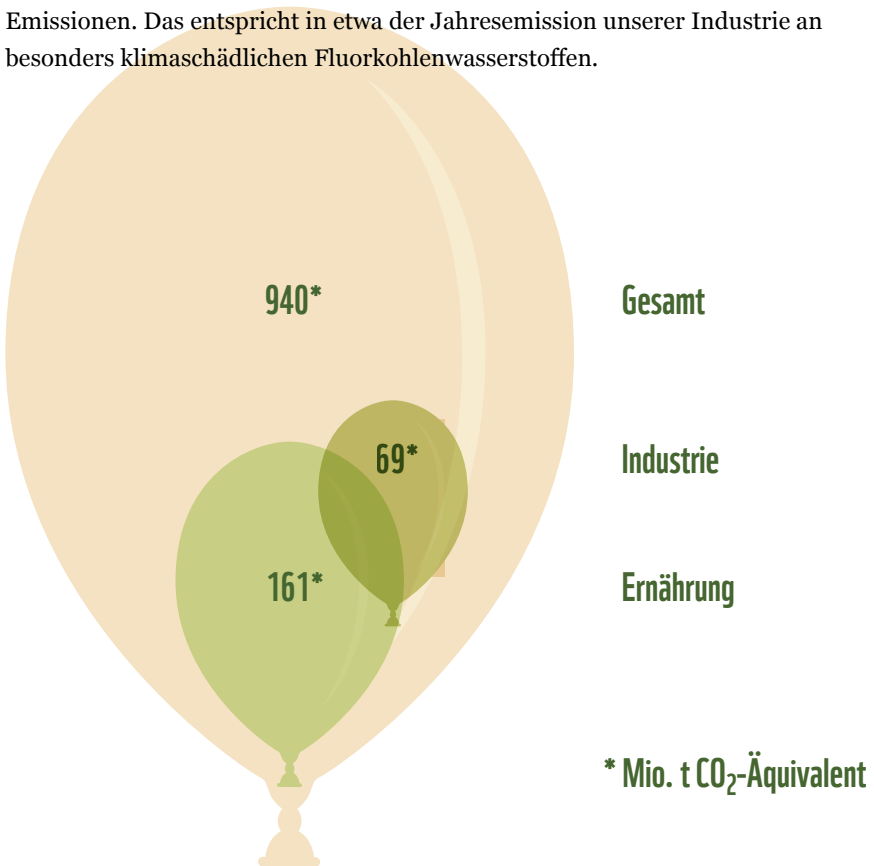 Emissionen. Das entspricht in etwa der Jahresemission unserer Industrie an
besonders klimaschädlichen Fluorkohlenwasserstoffen.
940* Gesamt
69* Industrie
161* Ernährung
* Mio. t CO₂-Äquivalent